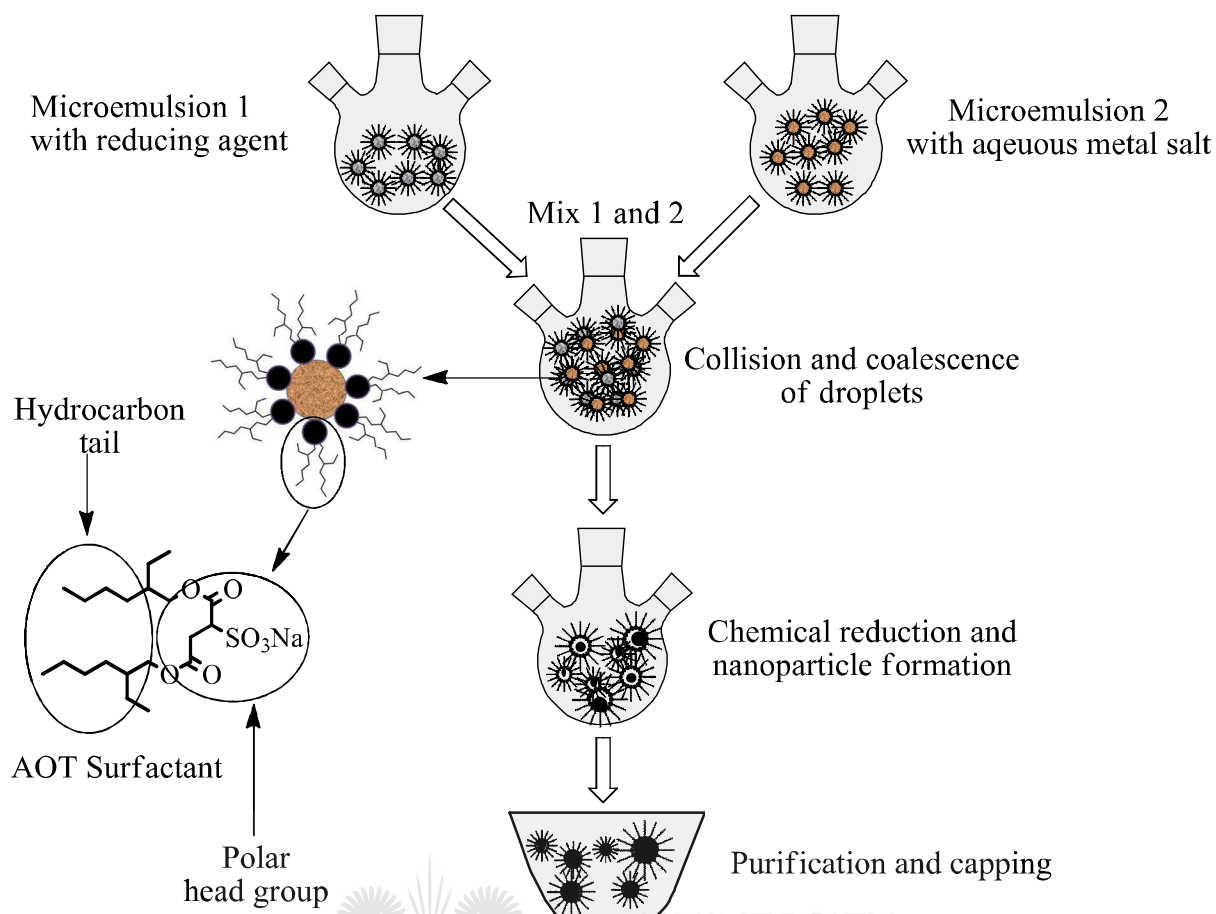 Microemulsion 1
with reducing agent
Microemulsion 2
with aqeuous metal salt
Mix 1 and 2
Collision and coalescence
of droplets
Hydrocarbon
tail
O
O
SO3Na
O
O
AOT Surfactant
Polar
head group
Chemical reduction and
nanoparticle formation
Purification and capping